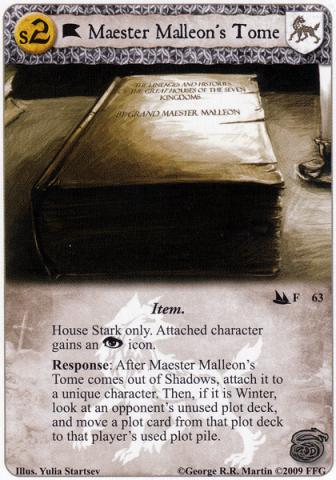 s2 Maester Malleon's Tome
THE LINEAGES AND HISTORIES
OF THE GREAT HOUSES OF THE SEVEN
KINGDOMS
BY GRAND MAESTER MALLEON
F 63
Item.
House Stark only. Attached character
gains an icon.
Response: After Maester Malleon's
Tome comes out of Shadows, attach it
to a unique character. Then, if it is Winter,
look at an opponent's unused plot deck,
and move a plot card from that plot deck
to that player's used plot pile.
Illus. Yulia Startsev ©George R.R. Martin ©2009 FFG